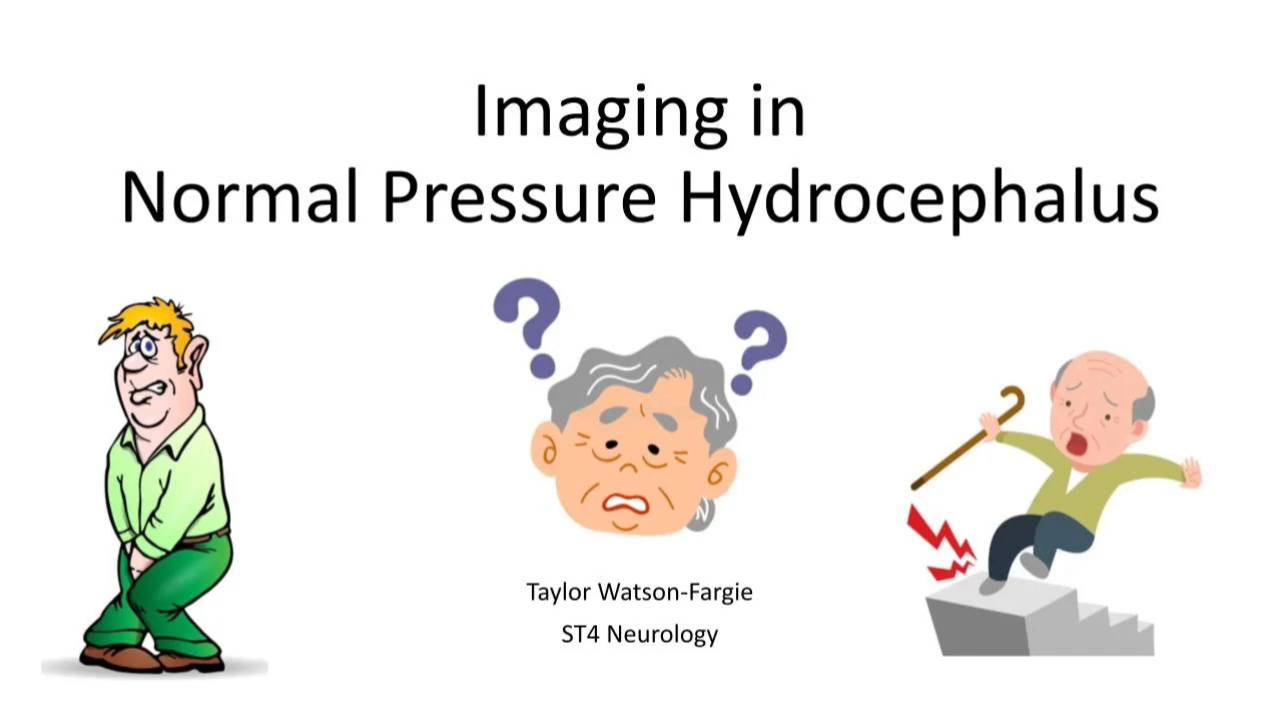 Imaging in
Normal Pressure Hydrocephalus
Taylor Watson-Fargie
ST4 Neurology